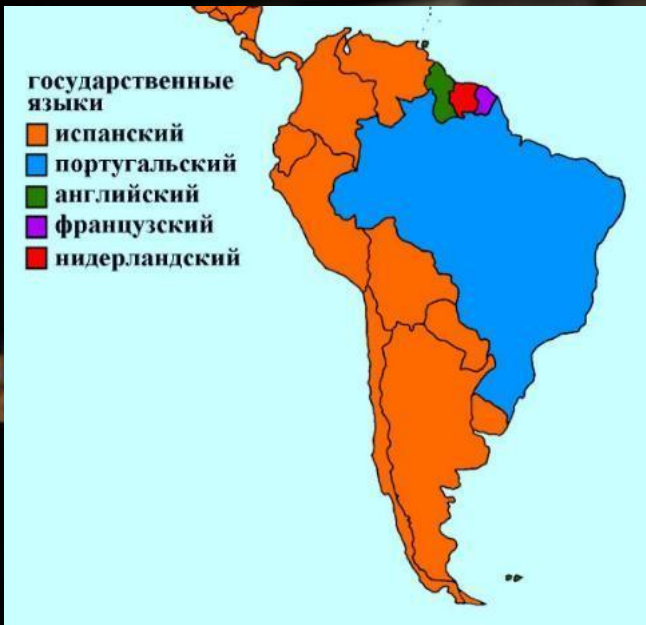 государственные
языки
испанский
португальский
английский
французский
нидерландский